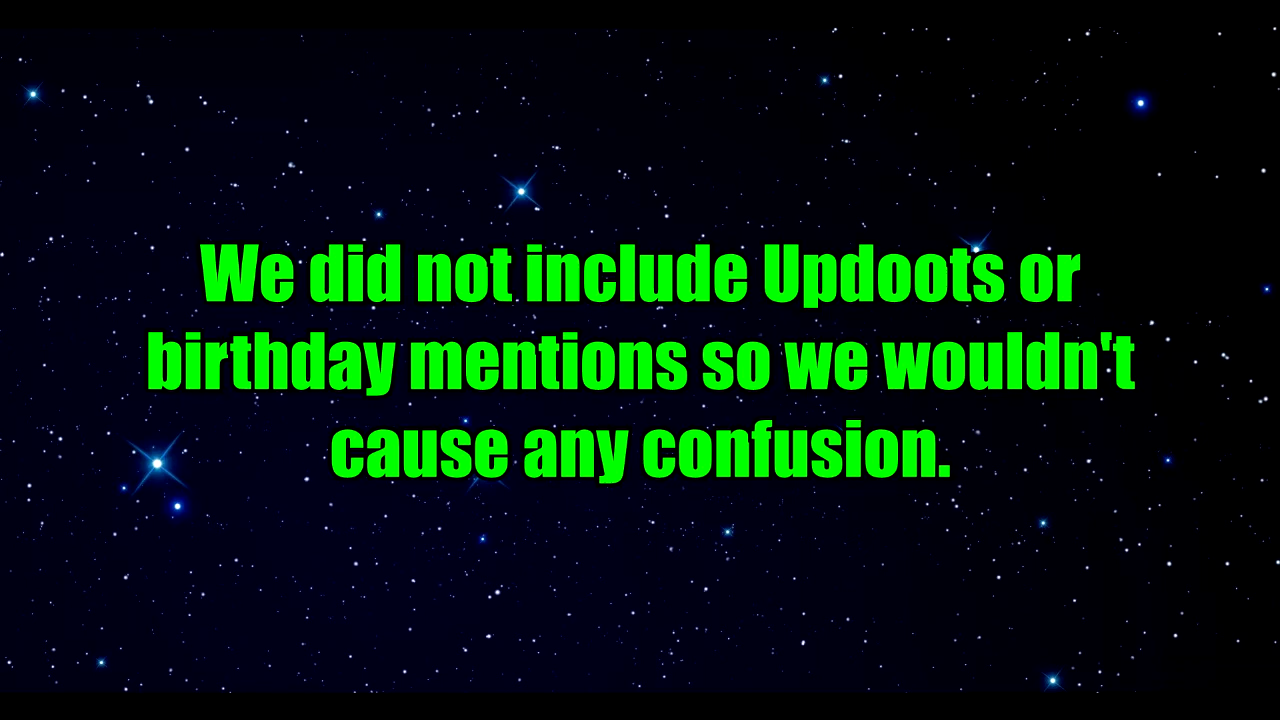 We did not include Updoots or
birthday mentions so we wouldn't
cause any confusion.